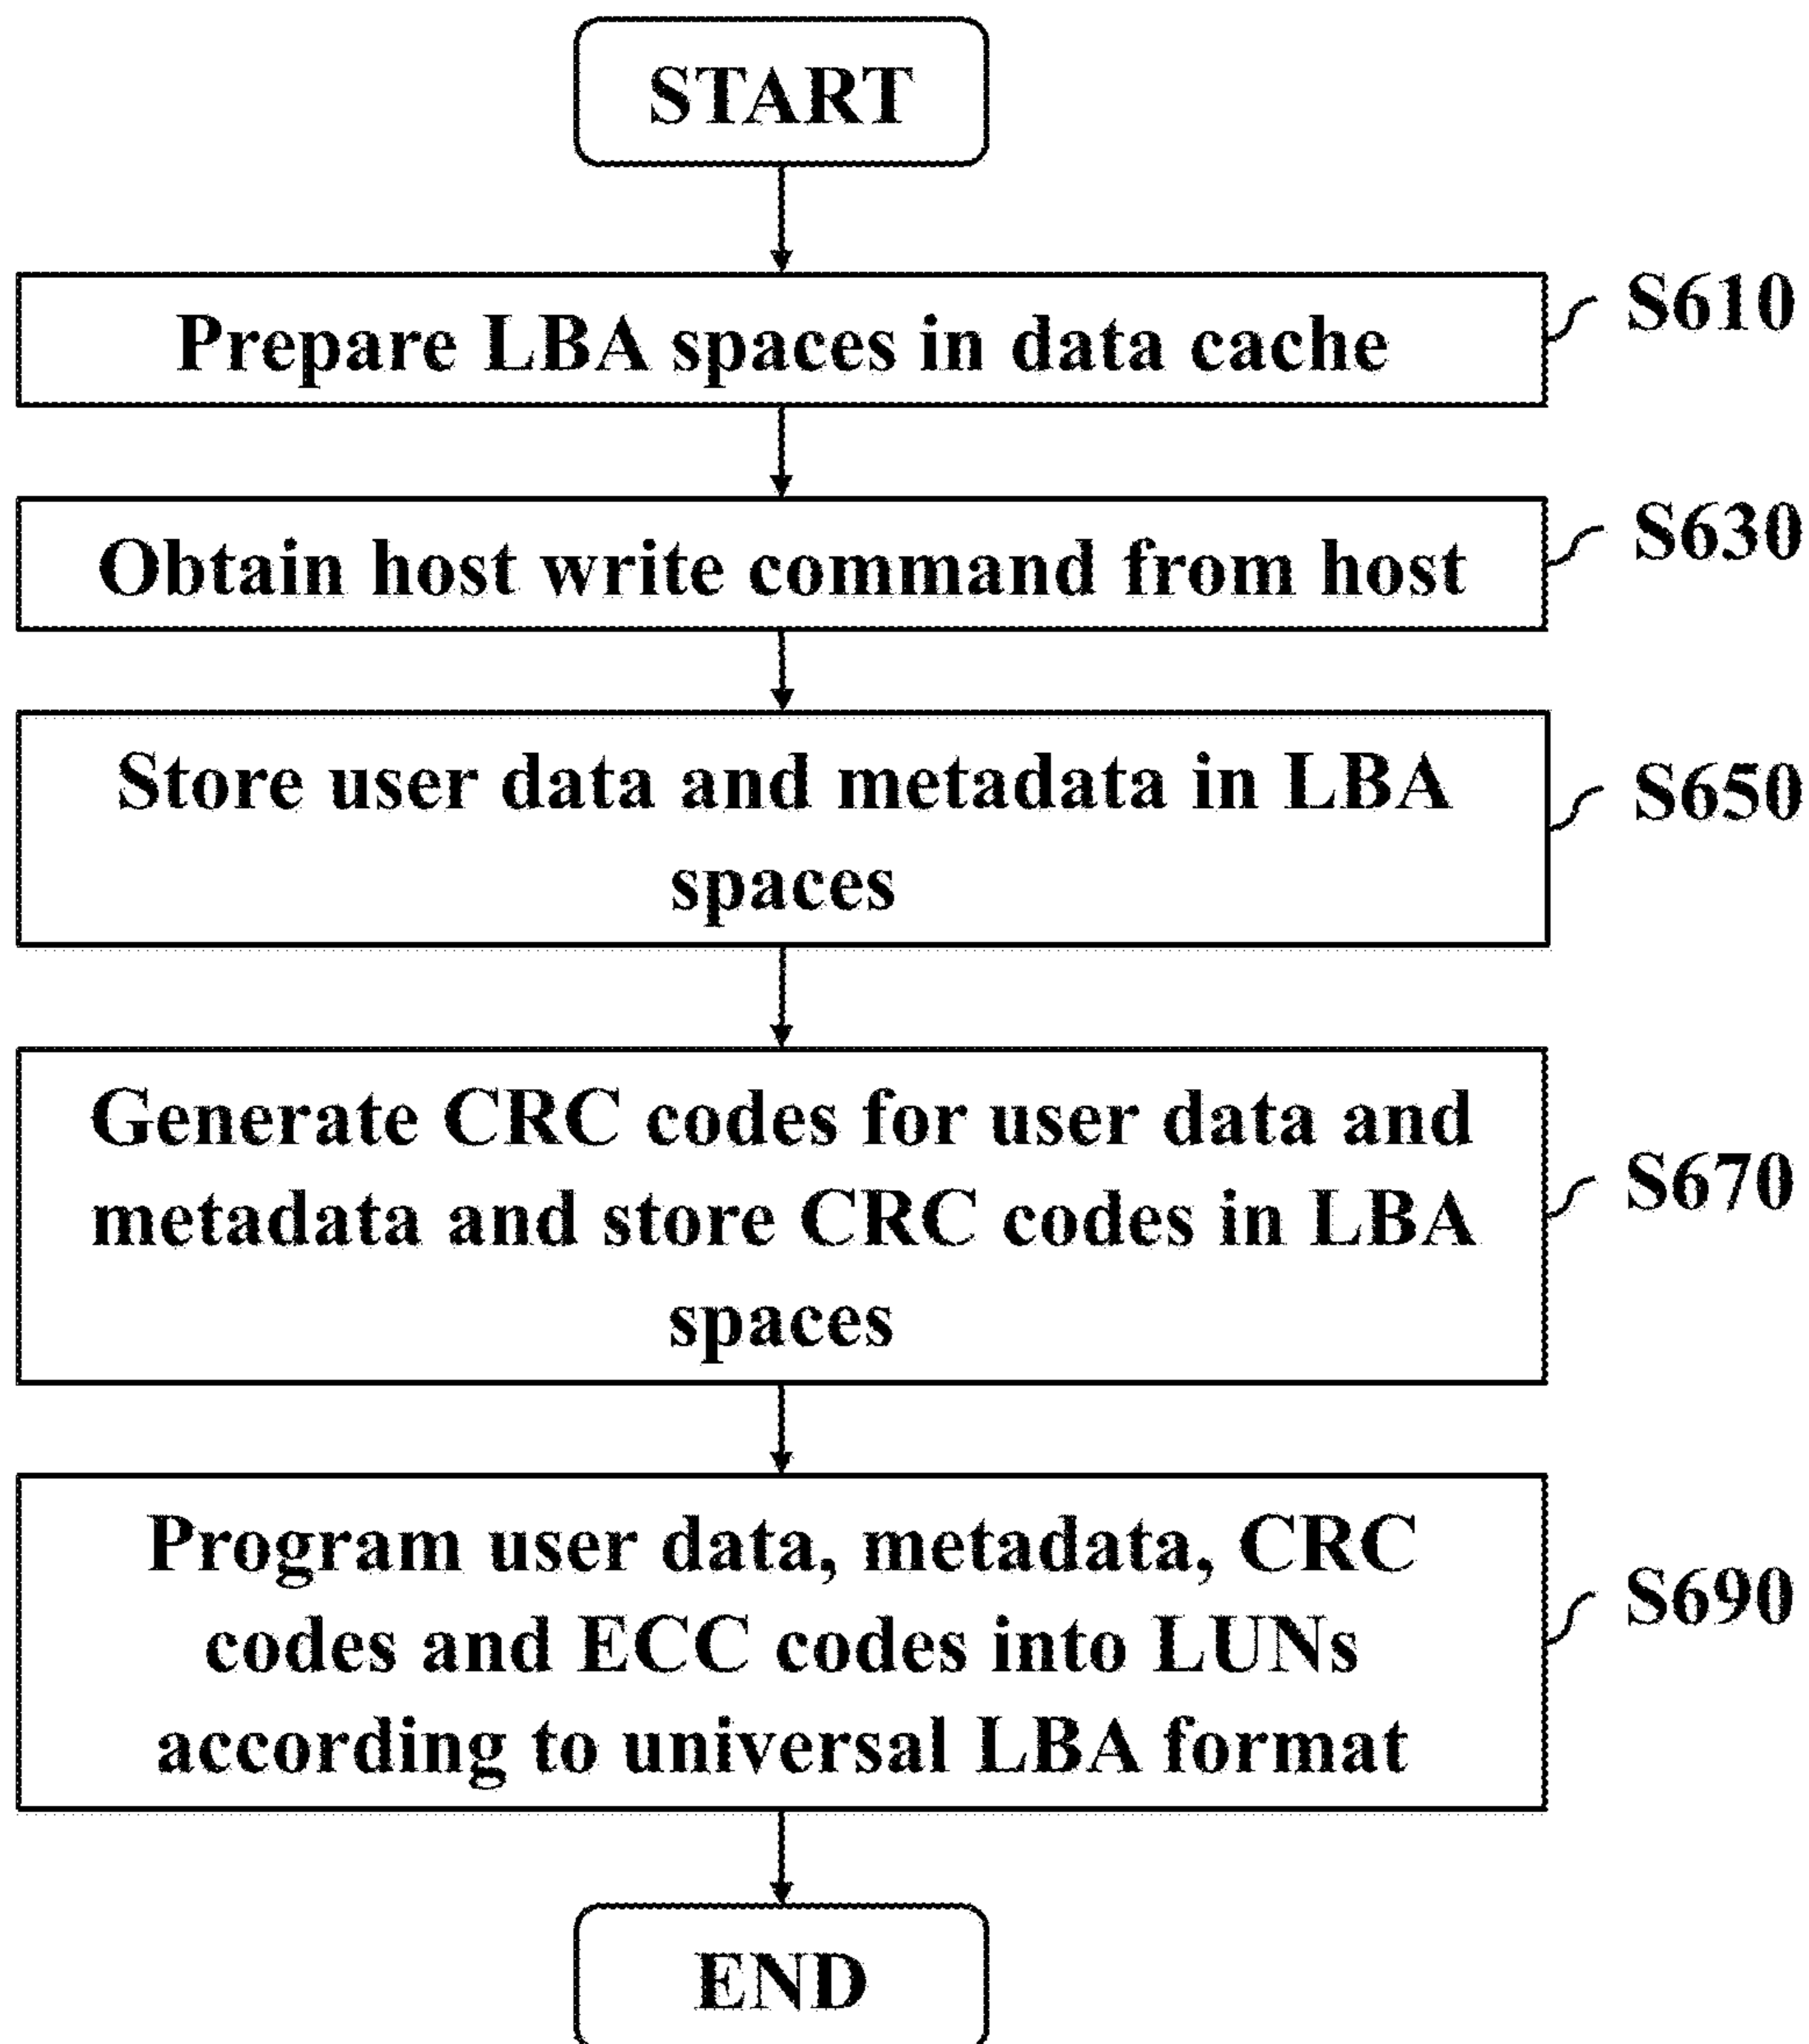 START
Prepare LBA spaces in data cache
S610
Obtain host write command from host
S630
Store user data and metadata in LBA
spaces
S650
Generate CRC codes for user data and
metadata and store CRC codes in LBA
spaces
S670
Program user data, metadata, CRC
codes and ECC codes into LUNs
according to universal LBA format
S690
END